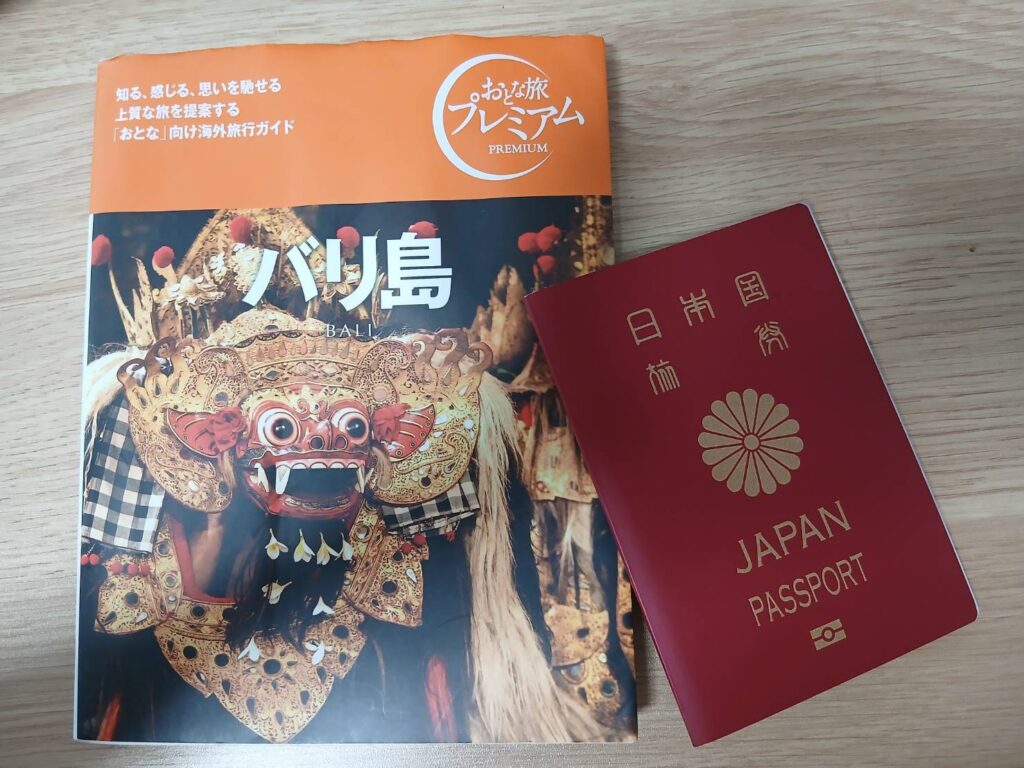 知る、感じる、思いを馳せる
上質な旅を提案する
「おとな」向け海外旅行ガイド
おとな旅
プレミアム
PREMIUM
バリ島
BALI
日本国
旅券
JAPAN
PASSPORT